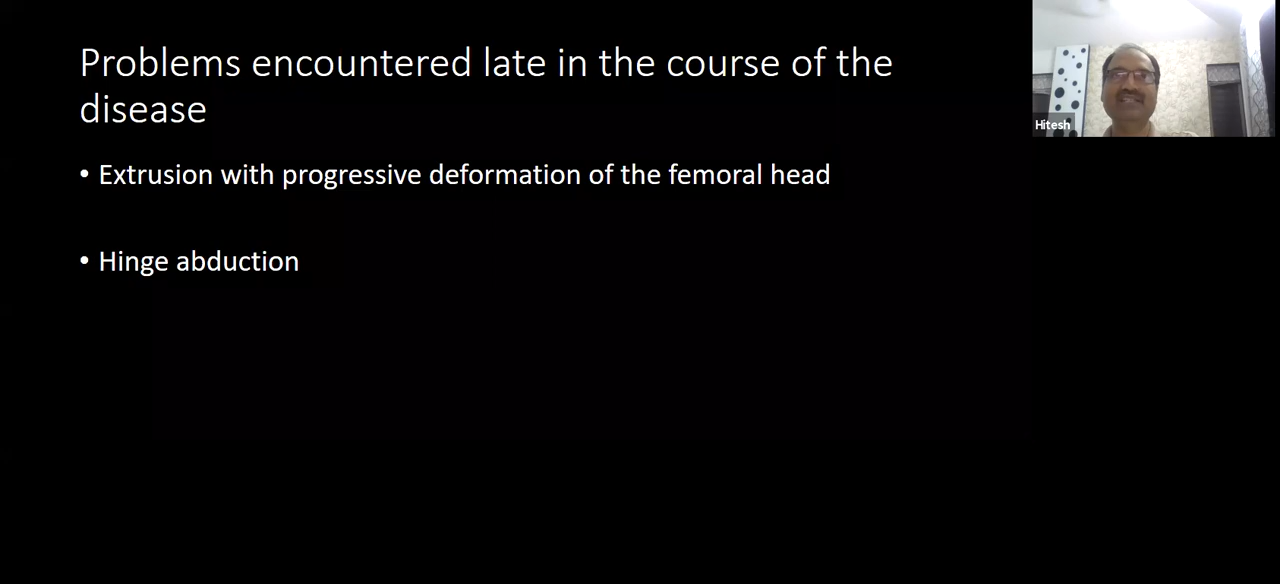 Problems encountered late in the course of the
disease
• Extrusion with progressive deformation of the femoral head
• Hinge abduction
Hitesh